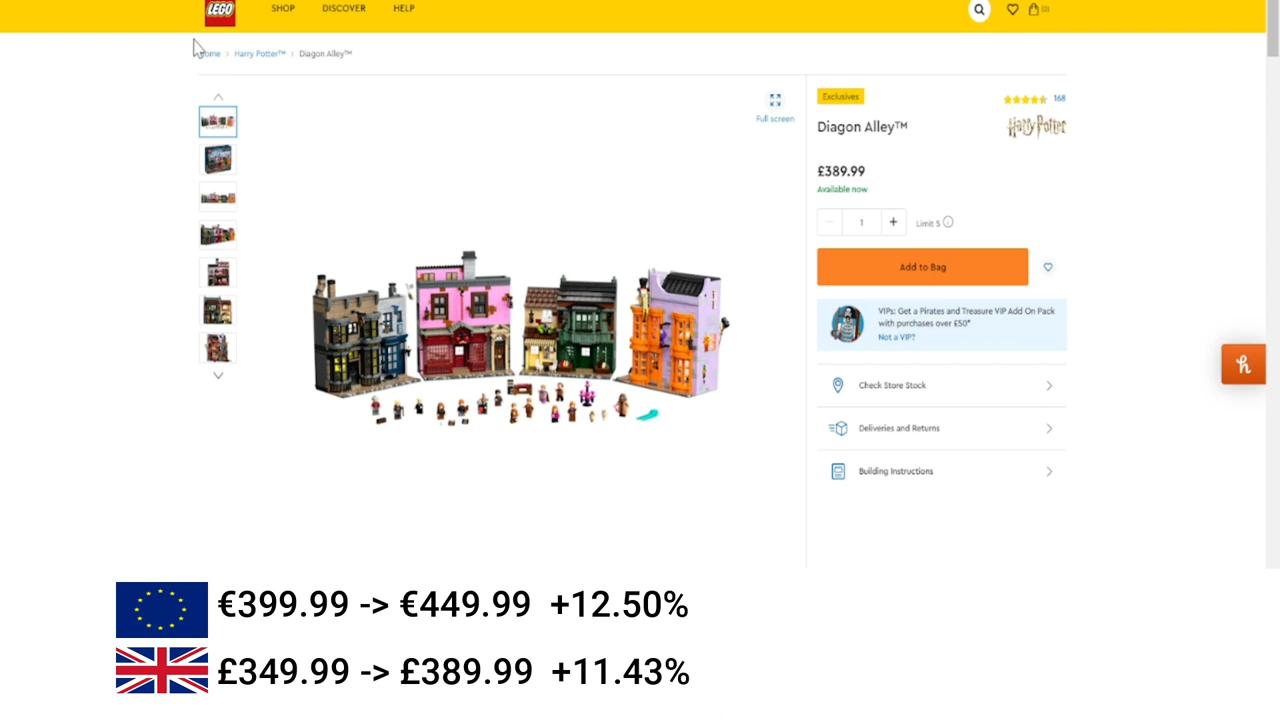 LEGO
SHOP DISCOVER HELP
Home > Harry Potter™ > Diagon Alley™
Full screen
Exclusives
168
Diagon Alley™
Harry Potter
£389.99
Available now
1
Limit 5
Add to Bag
VIPs: Get a Pirates and Treasure VIP Add On Pack
with purchases over £50*
Not a VIP?
Check Store Stock
Deliveries and Returns
Building Instructions
h
€399.99 -> €449.99 +12.50%
£349.99 -> £389.99 +11.43%